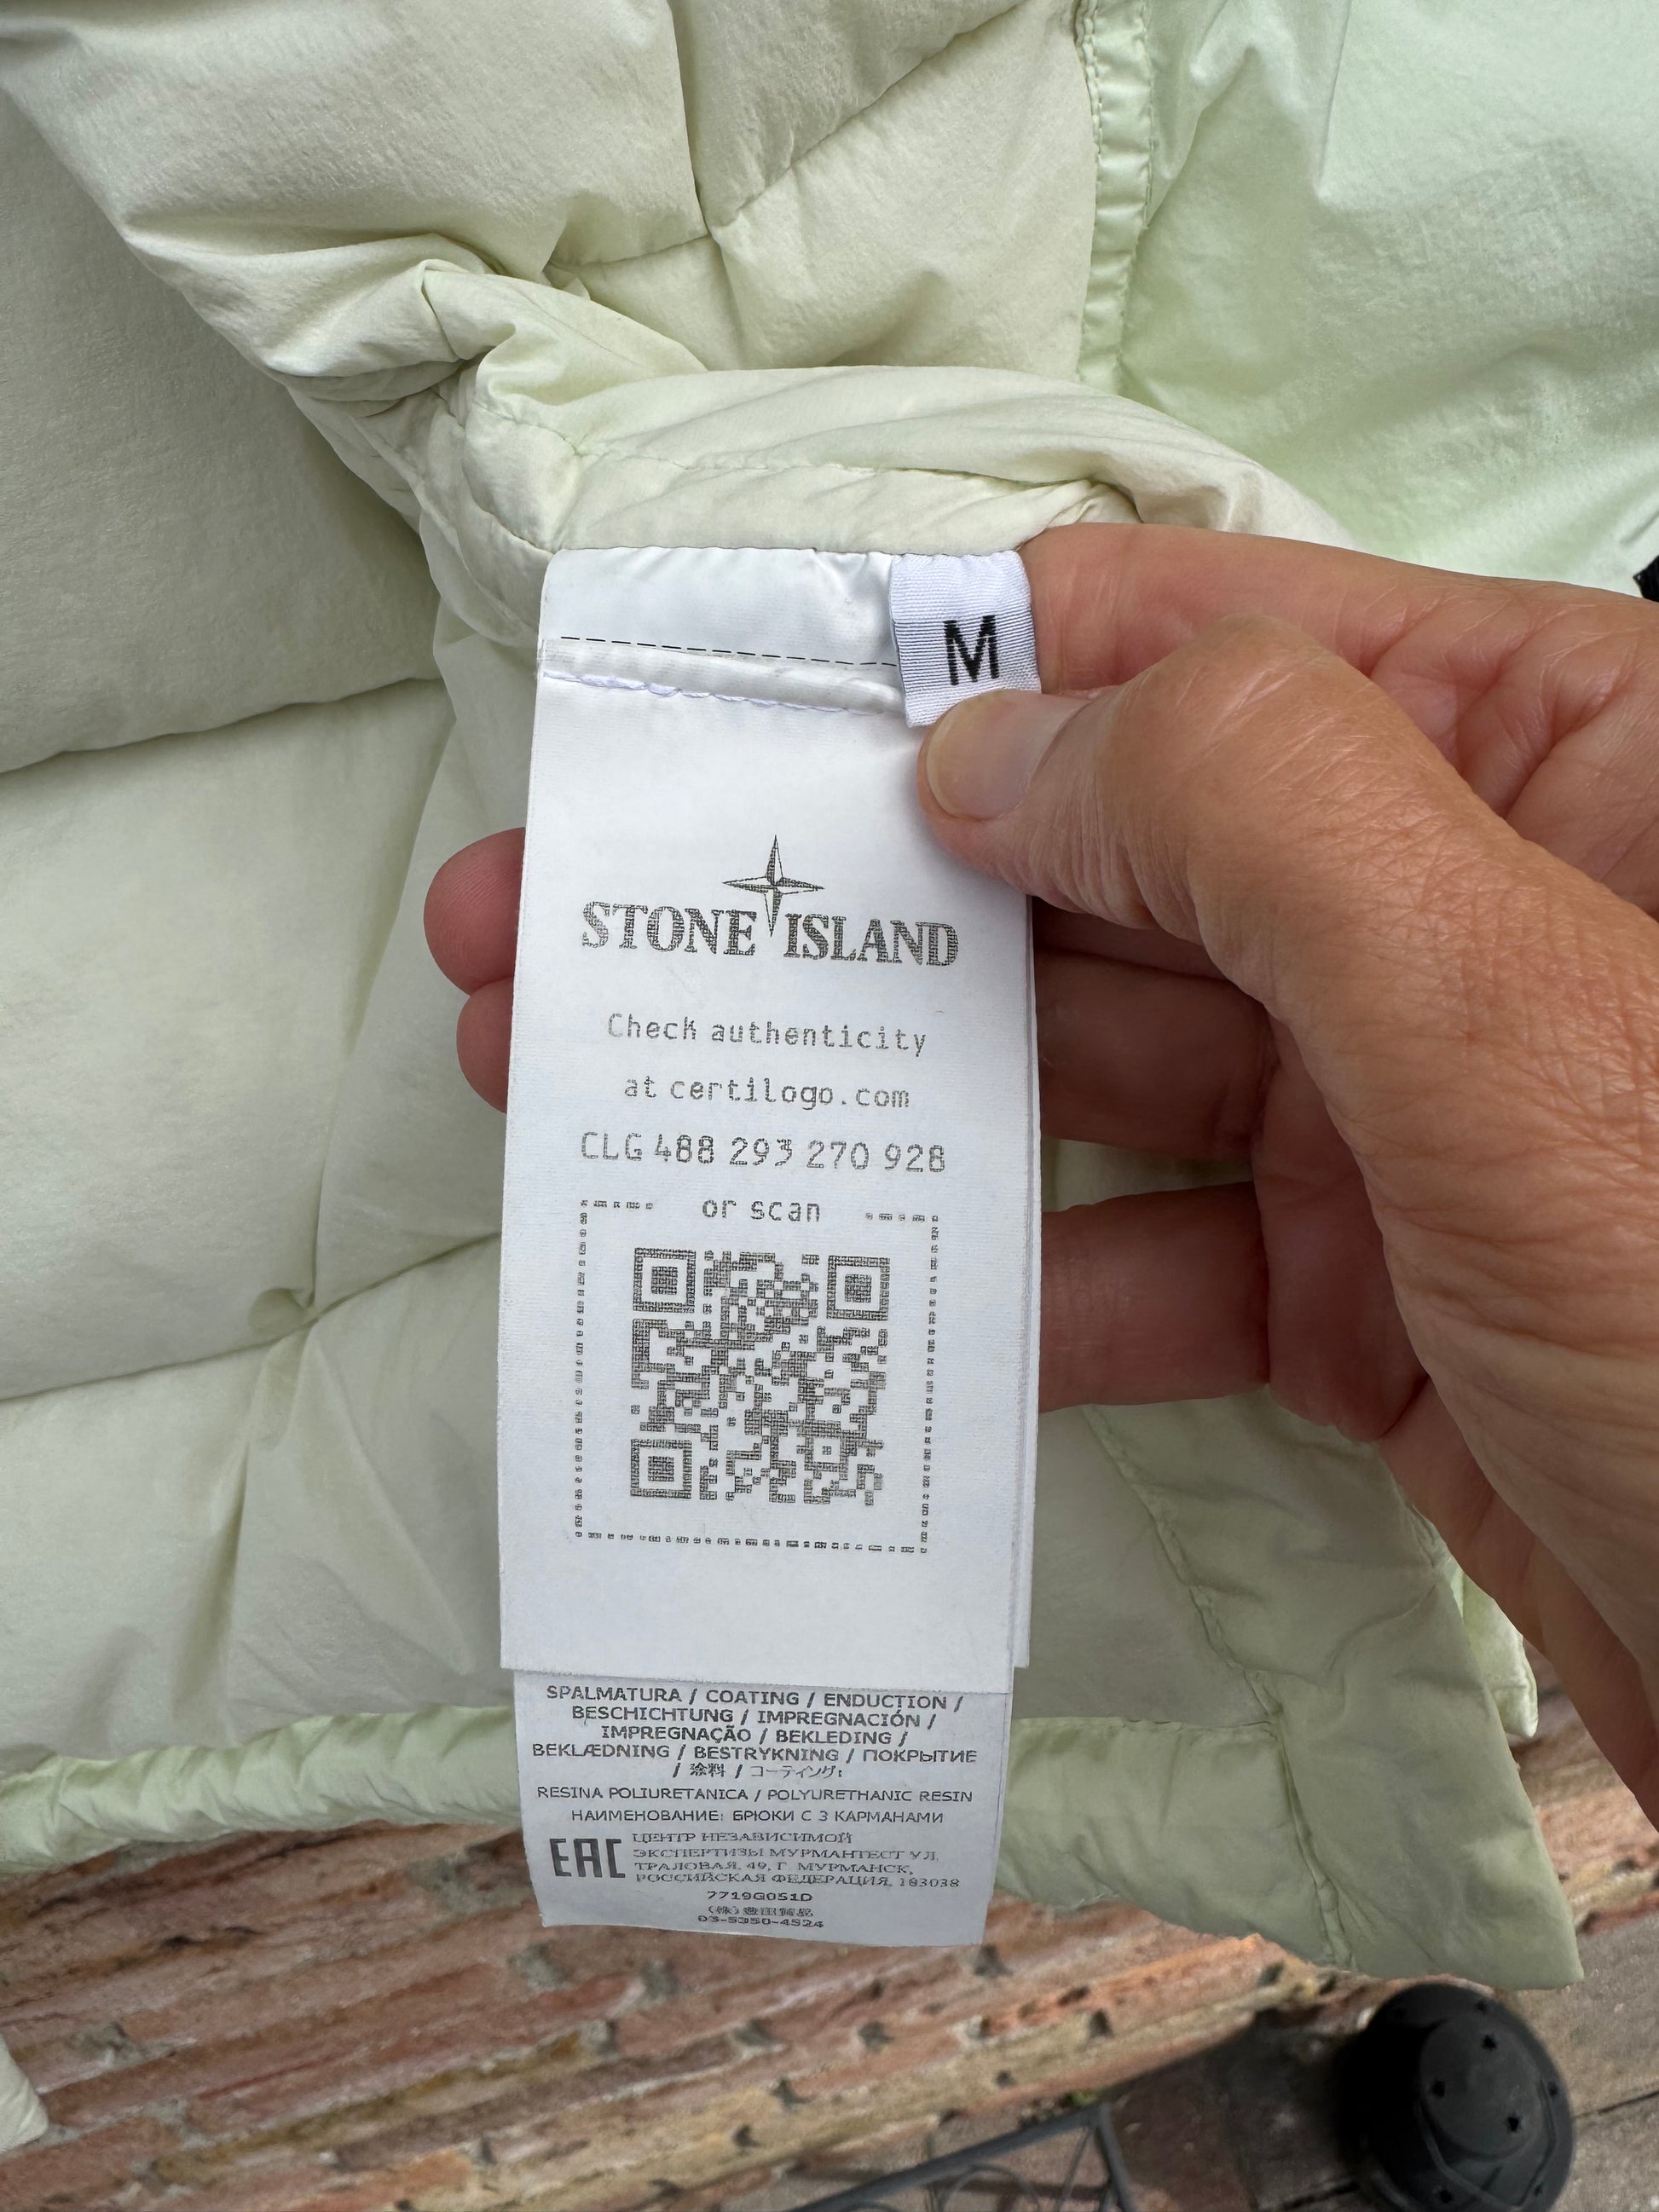 M
STONE ISLAND
Check authenticity
at certilogo.com
CLG 488 293 270 928
or scan
SPALMATURA / COATING / ENDUCTION /
BESCHICHTUNG / IMPREGNACIÓN /
IMPREGNAÇÃO / BEKLEDING /
BEKLÆDNING / BESTRYKNING / ПОКРЫТИЕ
/ 涂料 / コーティング:
RESINA POLIURETANICA / POLYURETHANIC RESIN
НАИМЕНОВАНИЕ: БРЮКИ С 3 КАРМАНАМИ
EAC
ЦЕНТР НЕЗАВИСИМОЙ
ЭКСПЕРТИЗЫ МУРМАНТЕСТ УЛ.
ТРАЛОВАЯ, 49, Г. МУРМАНСК,
РОССИЙСКАЯ ФЕДЕРАЦИЯ, 183038
7719G051D
03-5350-4524